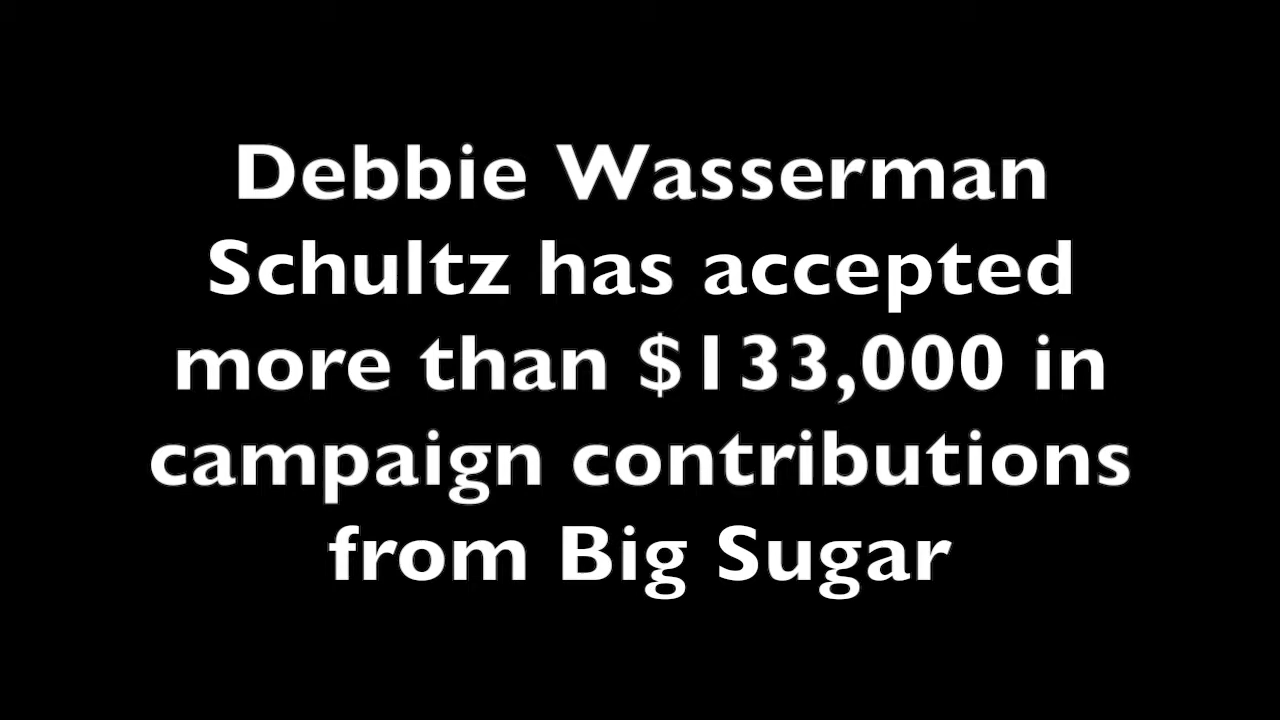 Debbie Wasserman
Schultz has accepted
more than $133,000 in
campaign contributions
from Big Sugar